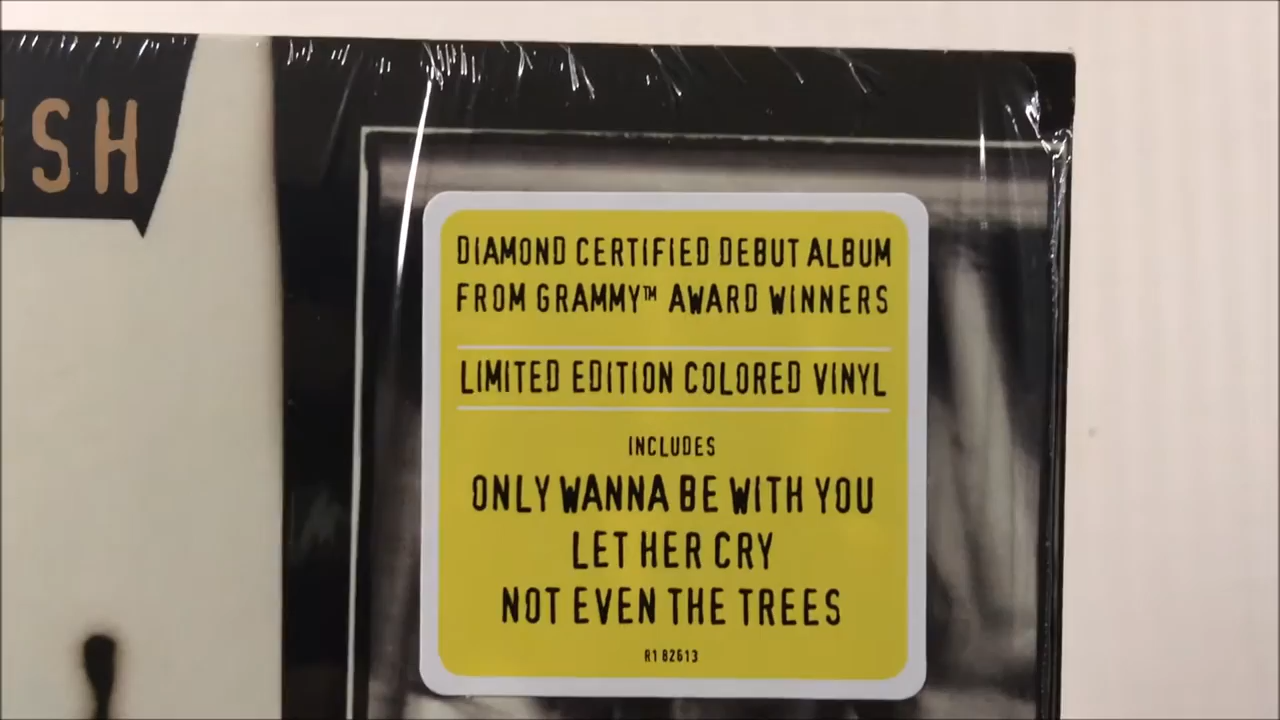 ISH
DIAMOND CERTIFIED DEBUT ALBUM
FROM GRAMMY™ AWARD WINNERS
LIMITED EDITION COLORED VINYL
INCLUDES
ONLY WANNA BE WITH YOU
LET HER CRY
NOT EVEN THE TREES
R1 82613